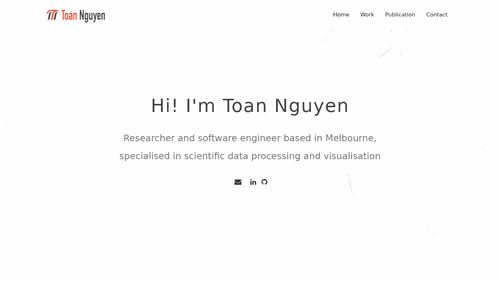 Toan Nguyen
Home Work Publication Contact
Hi! I'm Toan Nguyen
Researcher and software engineer based in Melbourne,
specialised in scientific data processing and visualisation